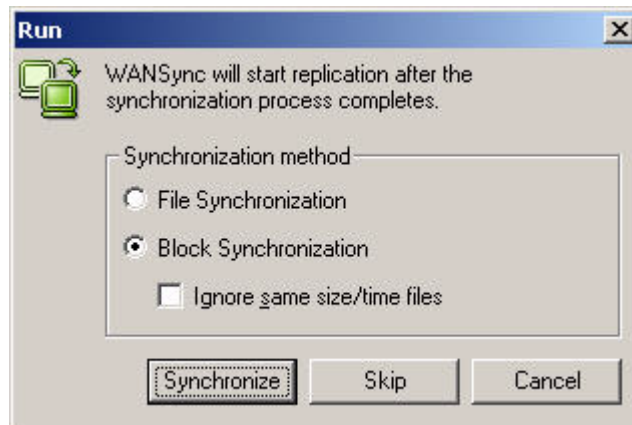 Run
WANSync will start replication after the
synchronization process completes.
Synchronization method
File Synchronization
Block Synchronization
Ignore same size/time files
Synchronize Skip Cancel